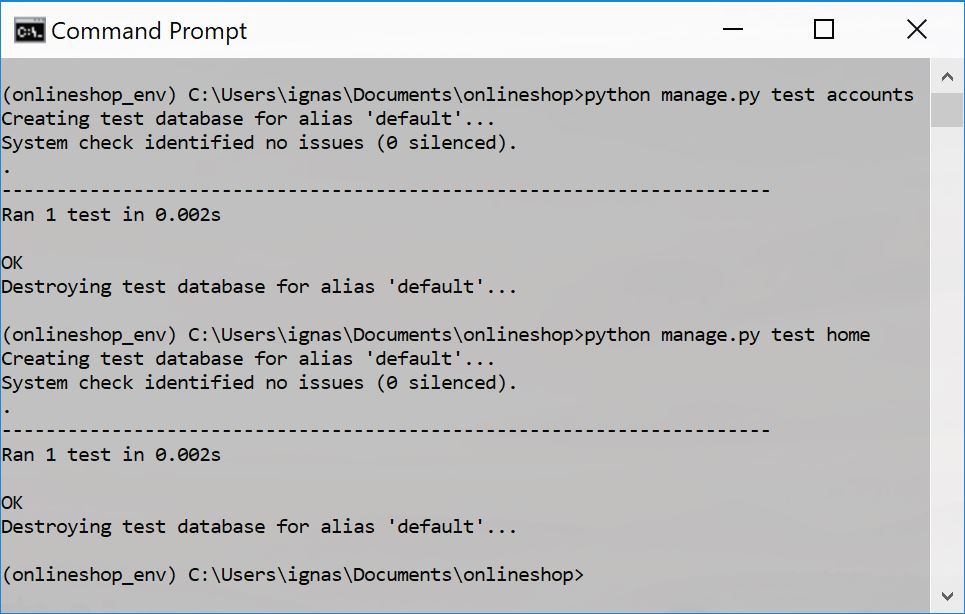 Command Prompt
(onlineshop_env) C:\Users\ignas\Documents\onlineshop>python manage.py test accounts
Creating test database for alias 'default'...
System check identified no issues (0 silenced).
.
----------------------------------------------------------------------
Ran 1 test in 0.002s
OK
Destroying test database for alias 'default'...
(onlineshop_env) C:\Users\ignas\Documents\onlineshop>python manage.py test home
Creating test database for alias 'default'...
System check identified no issues (0 silenced).
.
----------------------------------------------------------------------
Ran 1 test in 0.002s
OK
Destroying test database for alias 'default'...
(onlineshop_env) C:\Users\ignas\Documents\onlineshop>